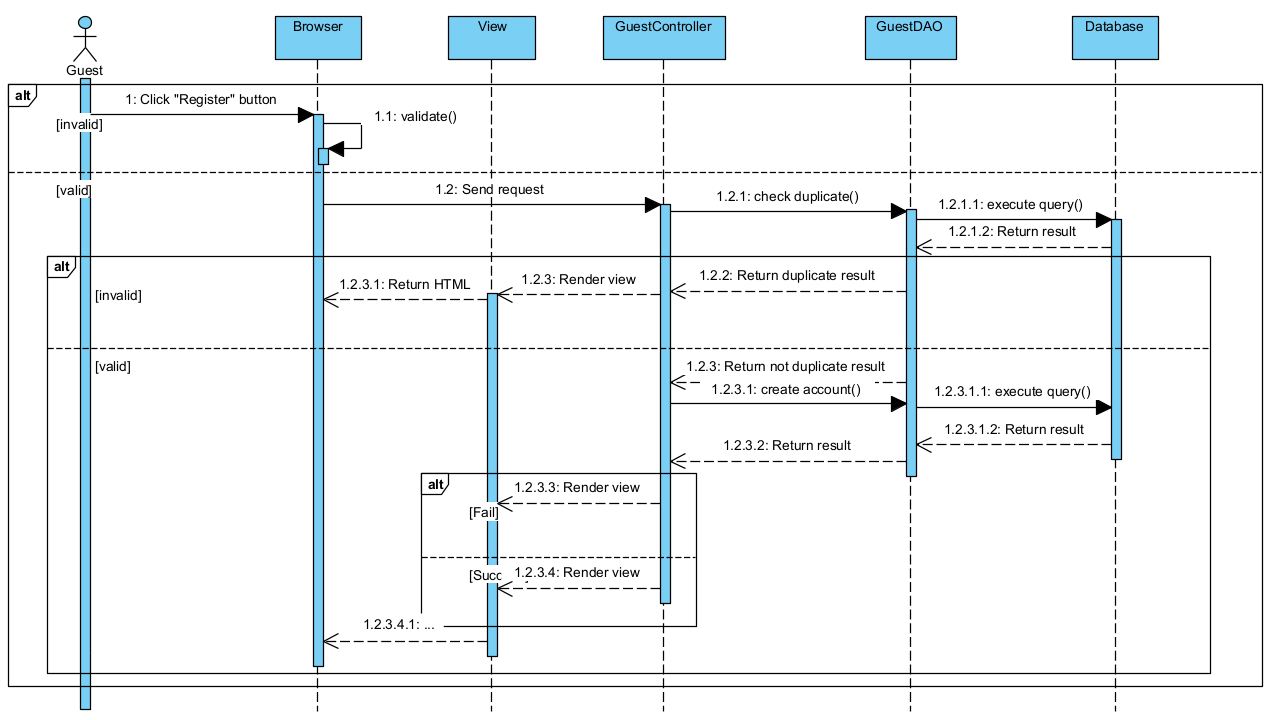 Browser
View
GuestController
GuestDAO
Database
Guest
alt
1: Click "Register" button
[invalid]
1.1: validate()
[valid]
1.2: Send request
1.2.1: check duplicate()
1.2.1.1: execute query()
1.2.1.2: Return result
alt
[invalid]
1.2.3.1: Return HTML
1.2.3: Render view
1.2.2: Return duplicate result
[valid]
1.2.3: Return not duplicate result
1.2.3.1: create account()
1.2.3.1.1: execute query()
1.2.3.1.2: Return result
1.2.3.2: Return result
alt
1.2.3.3: Render view
[Fail]
1.2.3.4: Render view
1.2.3.4.1: ...